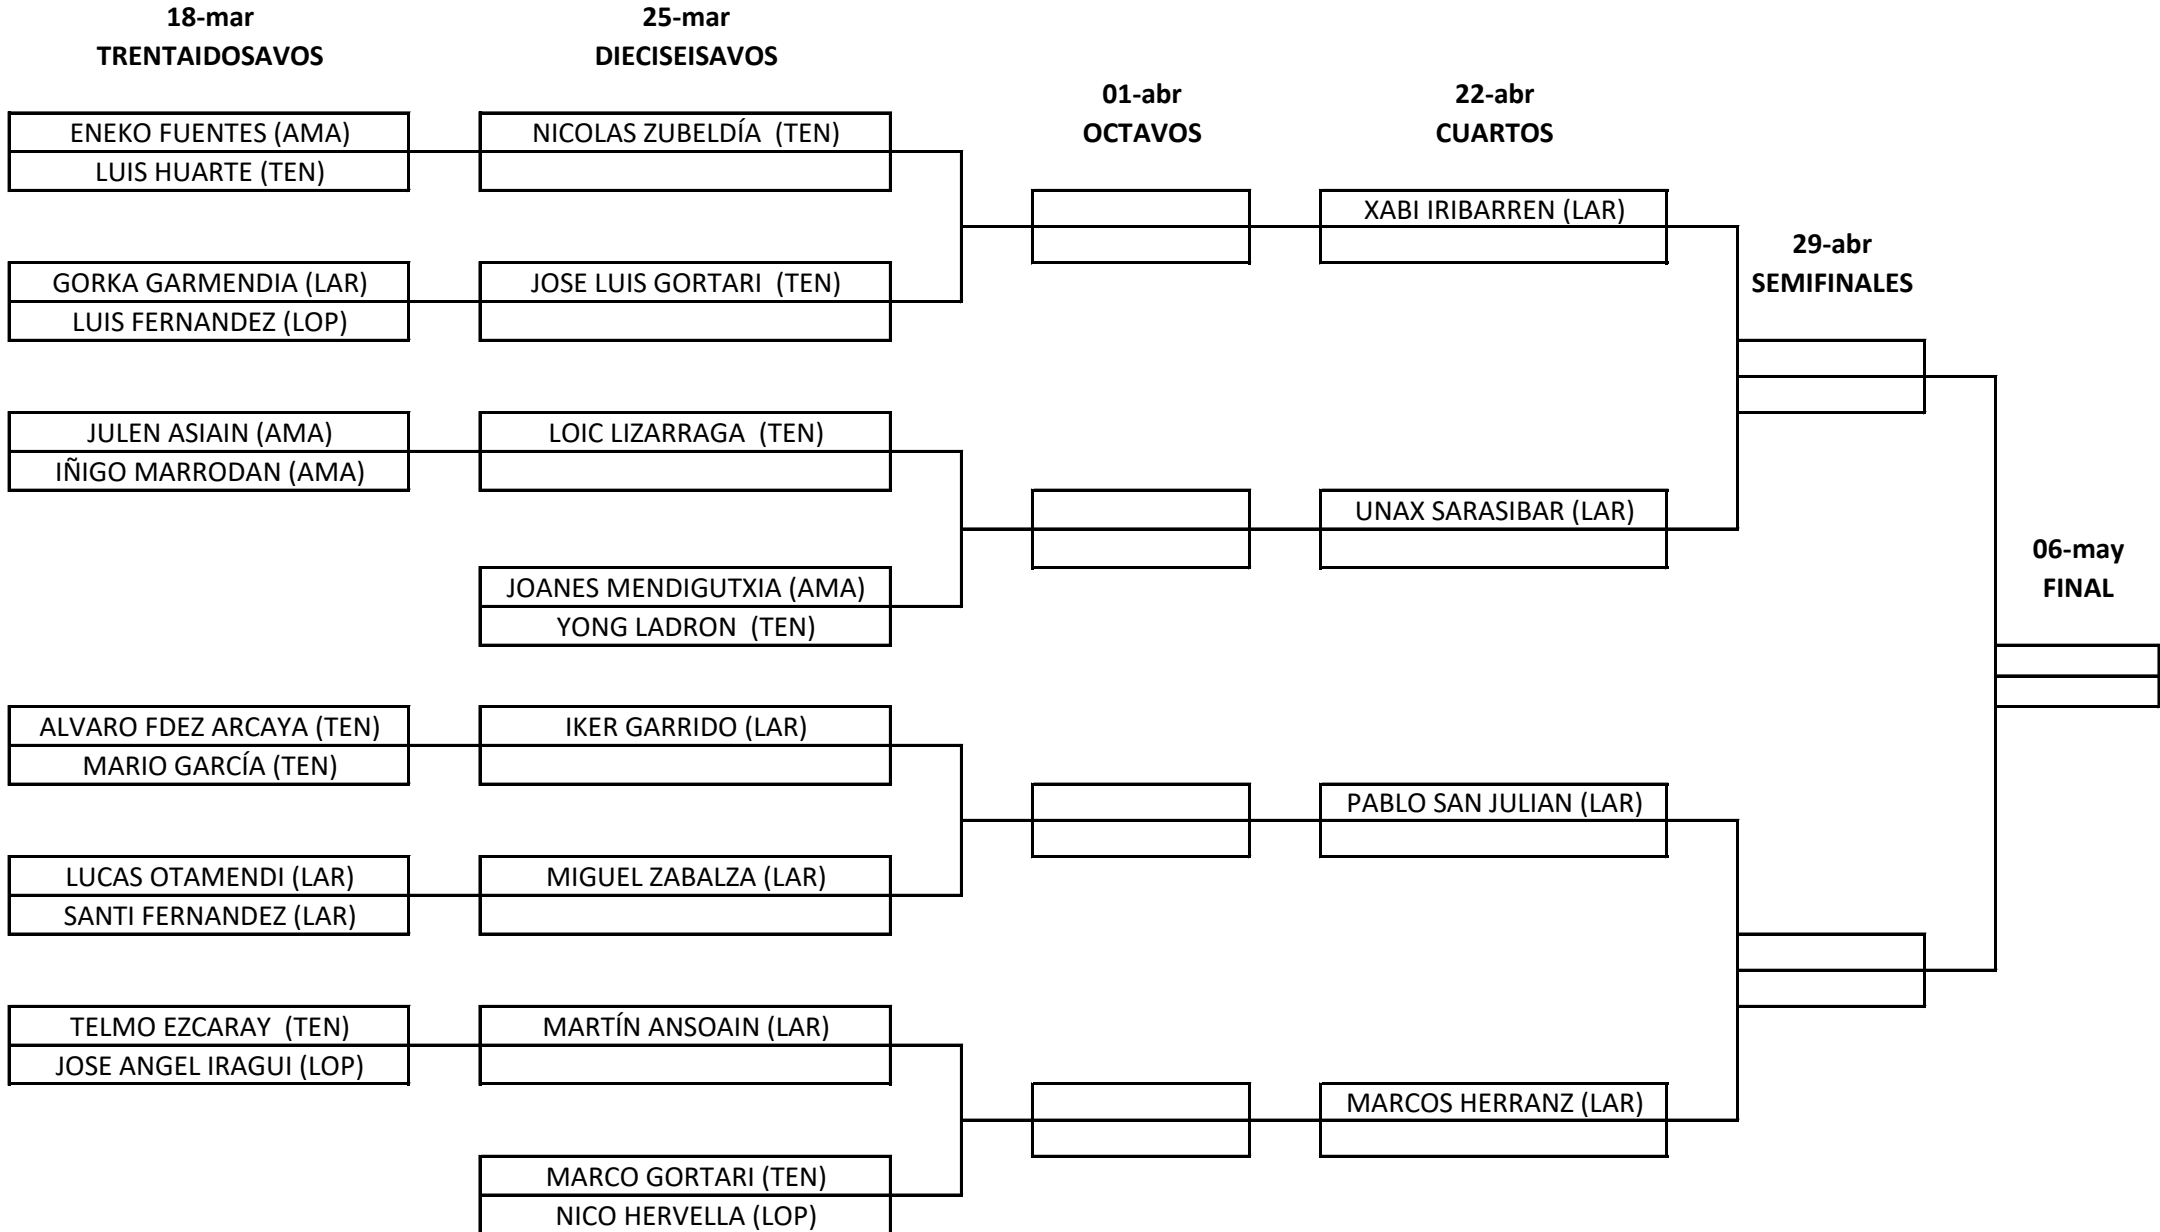 18-mar
TRENTAIDOSAVOS
25-mar
DIECISEISAVOS
01-abr
OCTAVOS
22-abr
CUARTOS
29-abr
SEMIFINALES
06-may
FINAL
ENEKO FUENTES (AMA)
LUIS HUARTE (TEN)
GORKA GARMENDIA (LAR)
LUIS FERNANDEZ (LOP)
JULEN ASIAIN (AMA)
IÑIGO MARRODAN (AMA)
ALVARO FDEZ ARCAYA (TEN)
MARIO GARCÍA (TEN)
LUCAS OTAMENDI (LAR)
SANTI FERNANDEZ (LAR)
TELMO EZCARAY (TEN)
JOSE ANGEL IRAGUI (LOP)
NICOLAS ZUBELDÍA (TEN)
JOSE LUIS GORTARI (TEN)
LOIC LIZARRAGA (TEN)
JOANES MENDIGUTXIA (AMA)
YONG LADRON (TEN)
IKER GARRIDO (LAR)
MIGUEL ZABALZA (LAR)
MARTÍN ANSOAIN (LAR)
MARCO GORTARI (TEN)
NICO HERVELLA (LOP)
XABI IRIBARREN (LAR)
UNAX SARASIBAR (LAR)
PABLO SAN JULIAN (LAR)
MARCOS HERRANZ (LAR)